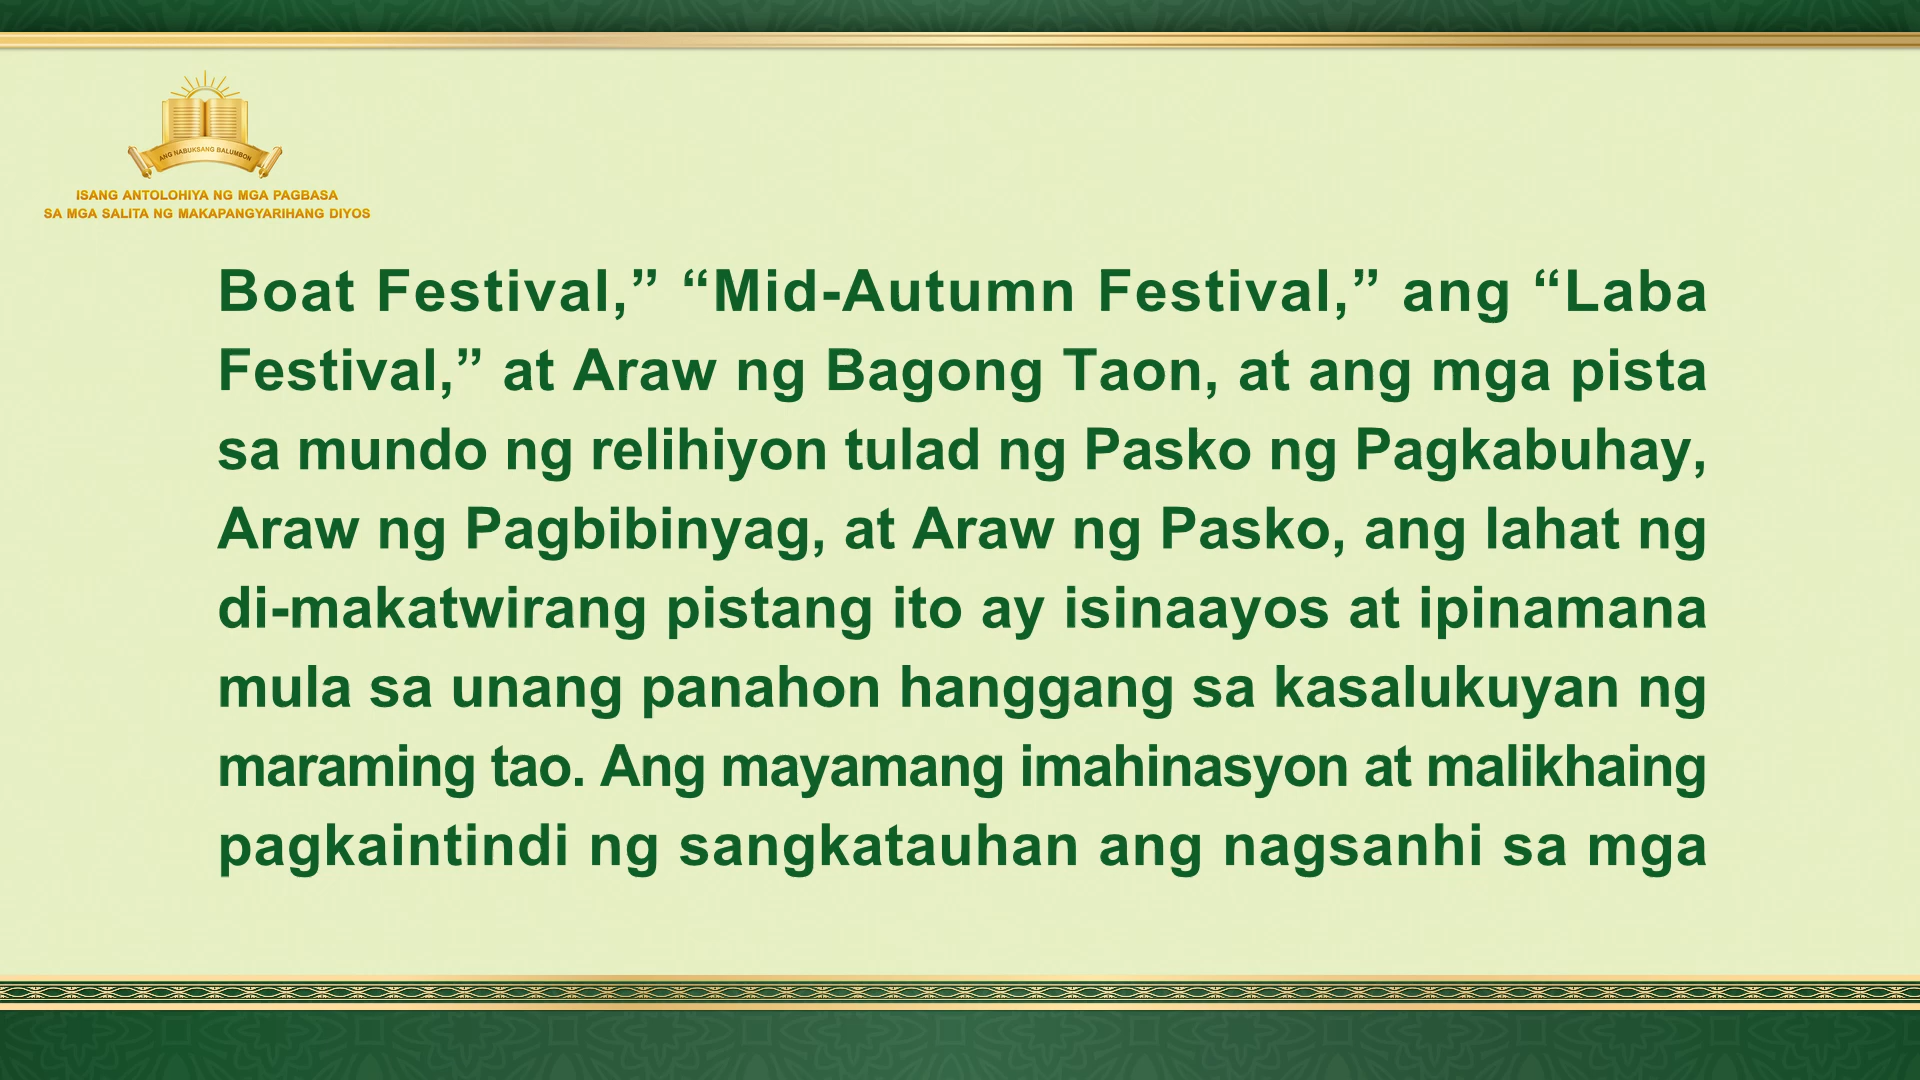 ANG NABUKSANG BALUMBON
ISANG ANTOLOHIYA NG MGA PAGBASA
SA MGA SALITA NG MAKAPANGYARIHANG DIYOS
Boat Festival,” “Mid-Autumn Festival,” ang “Laba
Festival,” at Araw ng Bagong Taon, at ang mga pista
sa mundo ng relihiyon tulad ng Pasko ng Pagkabuhay,
Araw ng Pagbibinyag, at Araw ng Pasko, ang lahat ng
di-makatwirang pistang ito ay isinaayos at ipinamana
mula sa unang panahon hanggang sa kasalukuyan ng
maraming tao. Ang mayamang imahinasyon at malikhaing
pagkaintindi ng sangkatauhan ang nagsanhi sa mga